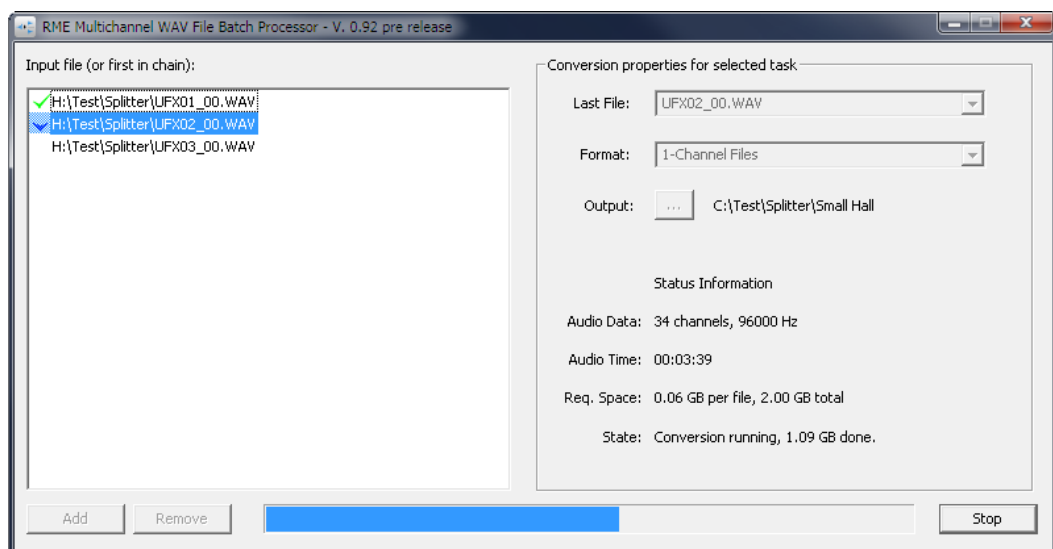 RME Multichannel WAV File Batch Processor - V. 0.92 pre release
Input file (or first in chain):
H:\Test\Splitter\UFX01_00.WAV
H:\Test\Splitter\UFX02_00.WAV
H:\Test\Splitter\UFX03_00.WAV
Conversion properties for selected task
Last File: UFX02_00.WAV
Format: 1-Channel Files
Output: ... C:\Test\Splitter\Small Hall
Status Information
Audio Data: 34 channels, 96000 Hz
Audio Time: 00:03:39
Req. Space: 0.06 GB per file, 2.00 GB total
State: Conversion running, 1.09 GB done.
Add Remove Stop